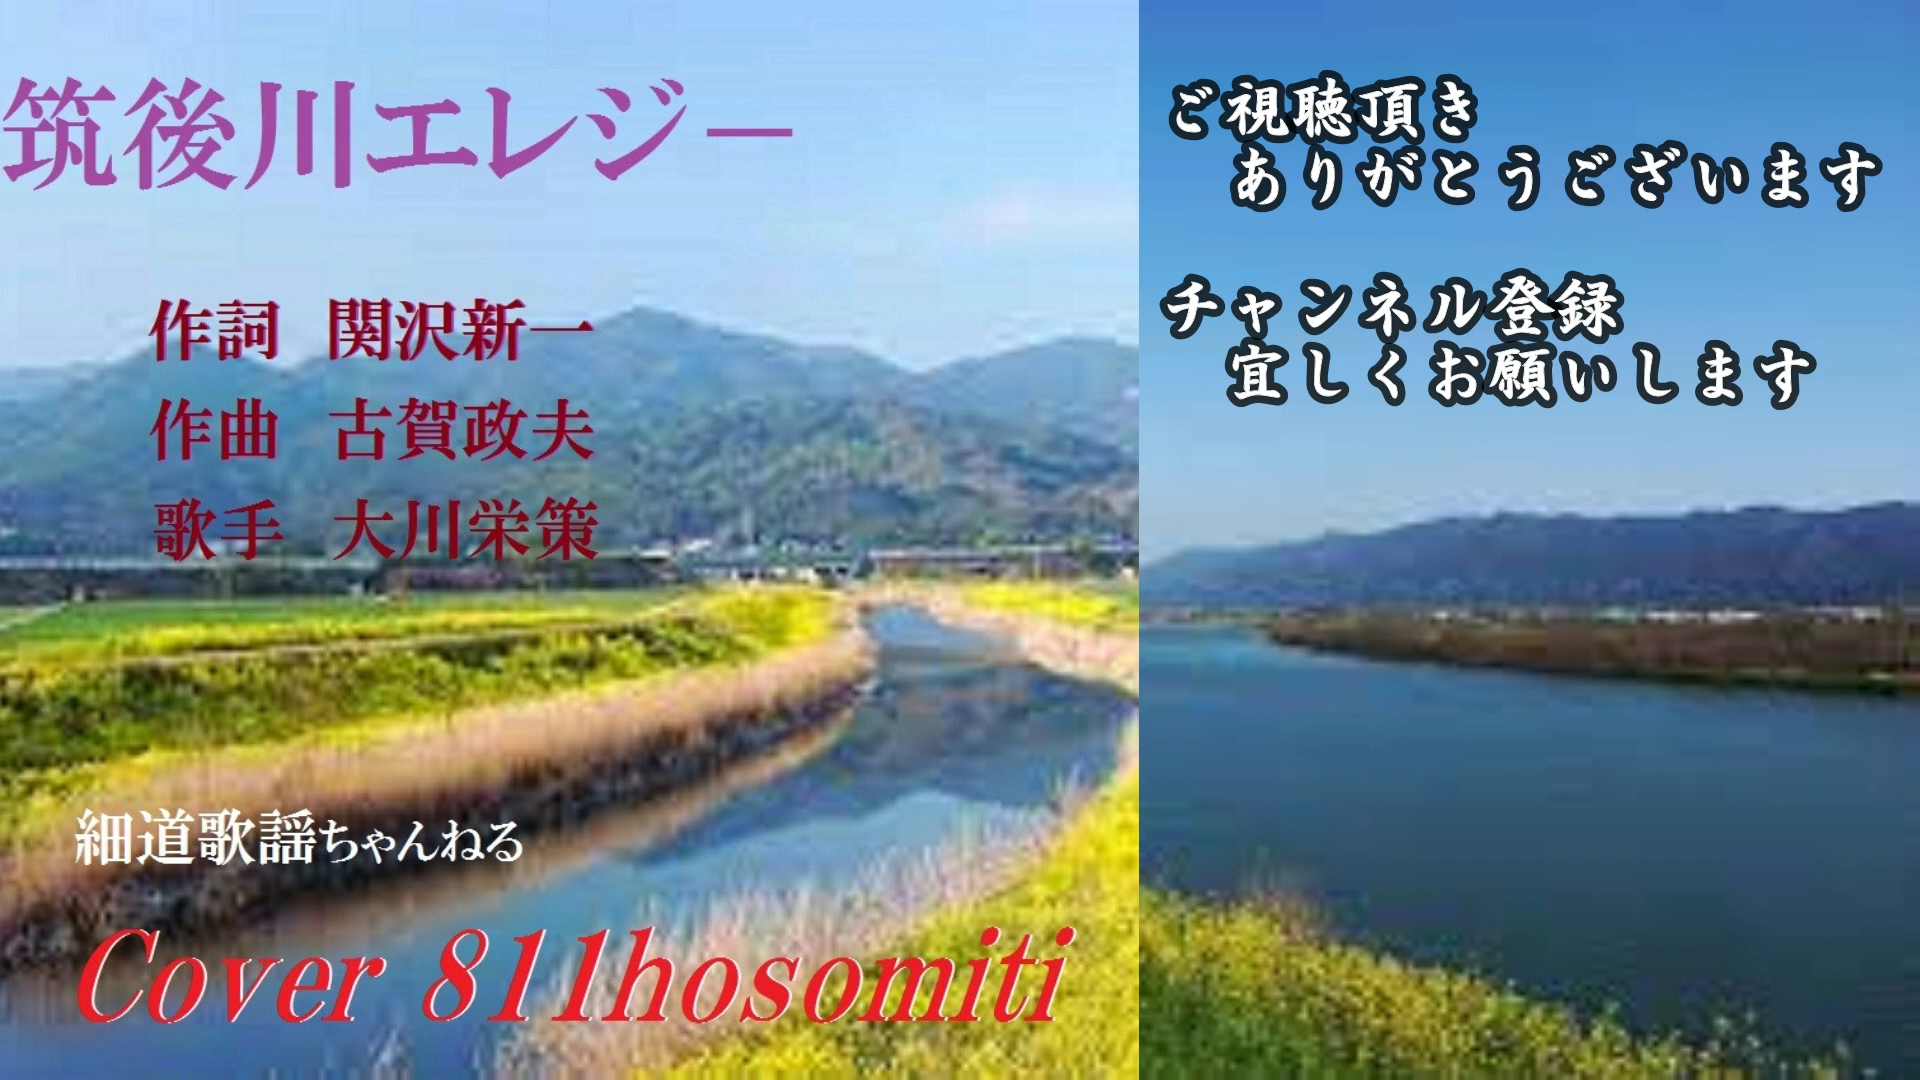 筑後川エレジー
作詞 関沢新一
作曲 古賀政夫
歌手 大川栄策
細道歌謡ちゃんねる
Cover 811hosomiti
ご視聴頂き
ありがとうございます
チャンネル登録
宜しくお願いします